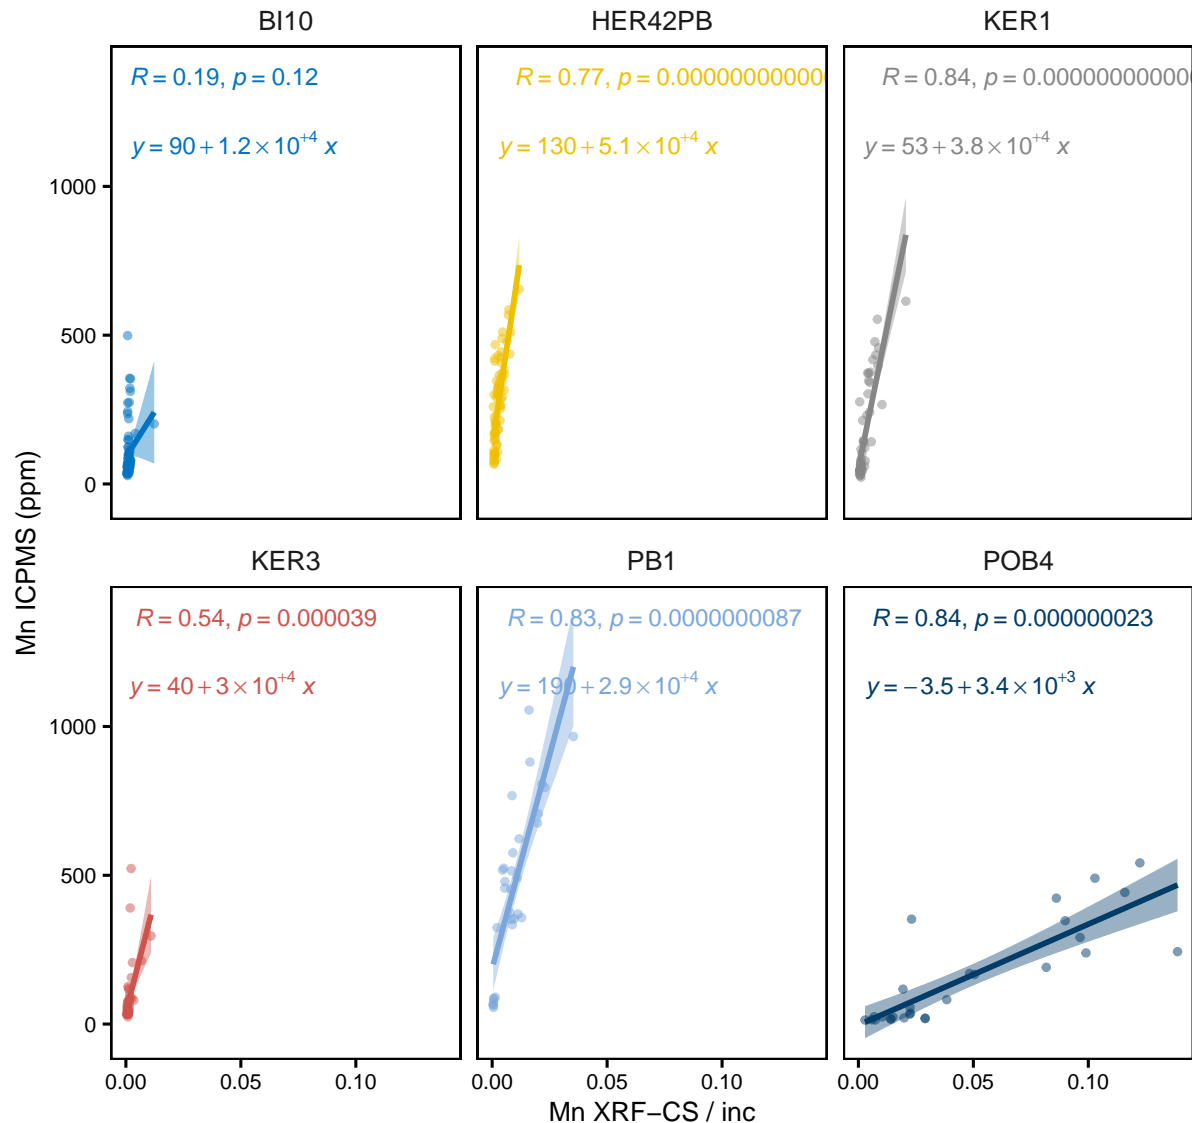 BI10 HER42PB KER1
R = 0.19, p = 0.12 R = 0.77, p = 0.00000000000 R = 0.84, p = 0.000000000000
y = 90 + 1.2 × 10+4 x y = 130 + 5.1 × 10+4 x y = 53 + 3.8 × 10+4 x
1000
500
0
Mn ICPMS (ppm)
KER3 PB1 POB4
R = 0.54, p = 0.000039 R = 0.83, p = 0.0000000087 R = 0.84, p = 0.000000023
y = 40 + 3 × 10+4 x y = 190 + 2.9 × 10+4 x y = −3.5 + 3.4 × 10+3 x
1000
500
0
0.00 0.05 0.10 0.00 0.05 0.10 0.00 0.05 0.10
Mn XRF−CS / inc